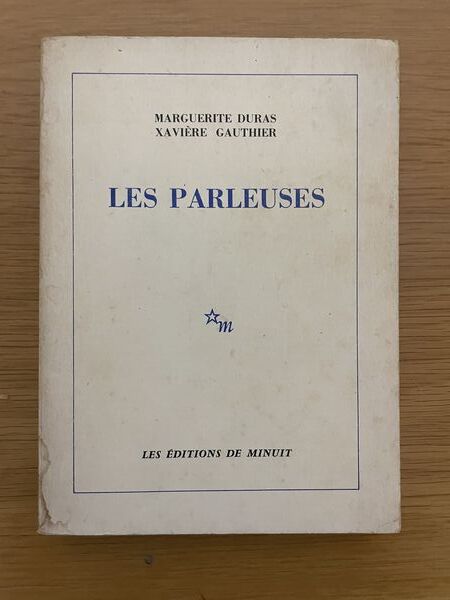 MARGUERITE DURAS
XAVIÈRE GAUTHIER
LES PARLEUSES
m
LES ÉDITIONS DE MINUIT